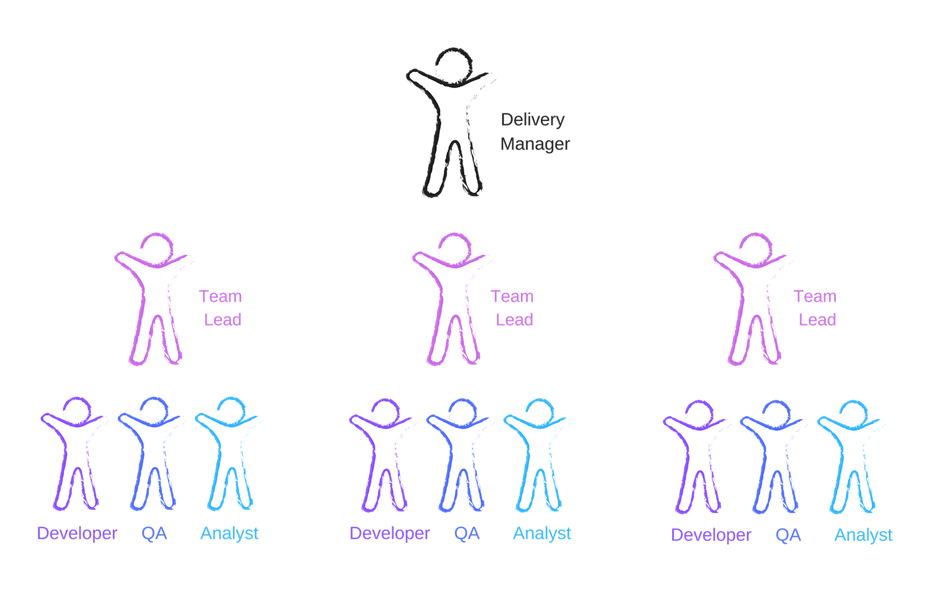 Delivery
Manager
Team
Lead
Team
Lead
Team
Lead
Developer QA Analyst
Developer QA Analyst
Developer QA Analyst